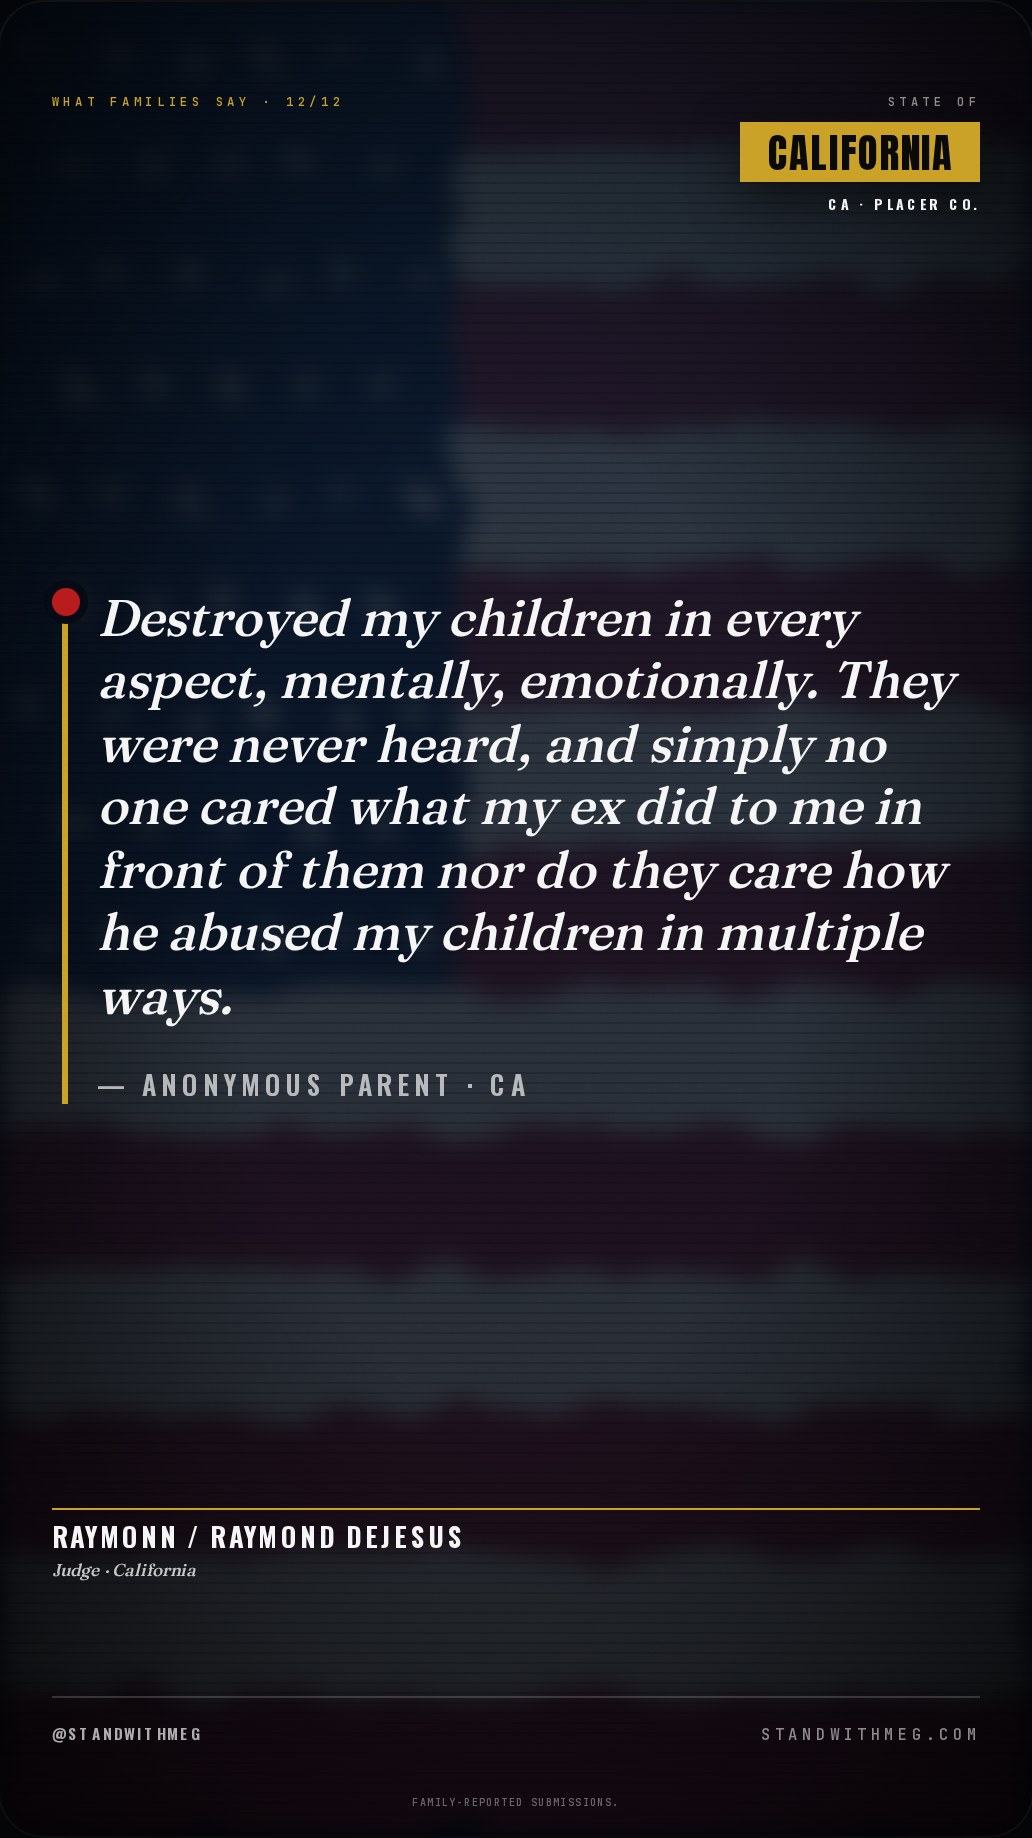 WHAT FAMILIES SAY · 12/12
STATE OF
CALIFORNIA
CA · PLACER CO.
Destroyed my children in every
aspect, mentally, emotionally. They
were never heard, and simply no
one cared what my ex did to me in
front of them nor do they care how
he abused my children in multiple
ways.
— ANONYMOUS PARENT · CA
RAYMONN / RAYMOND DEJESUS
Judge · California
@STANDWITHMEG
STANDWITHMEG.COM
FAMILY-REPORTED SUBMISSIONS.